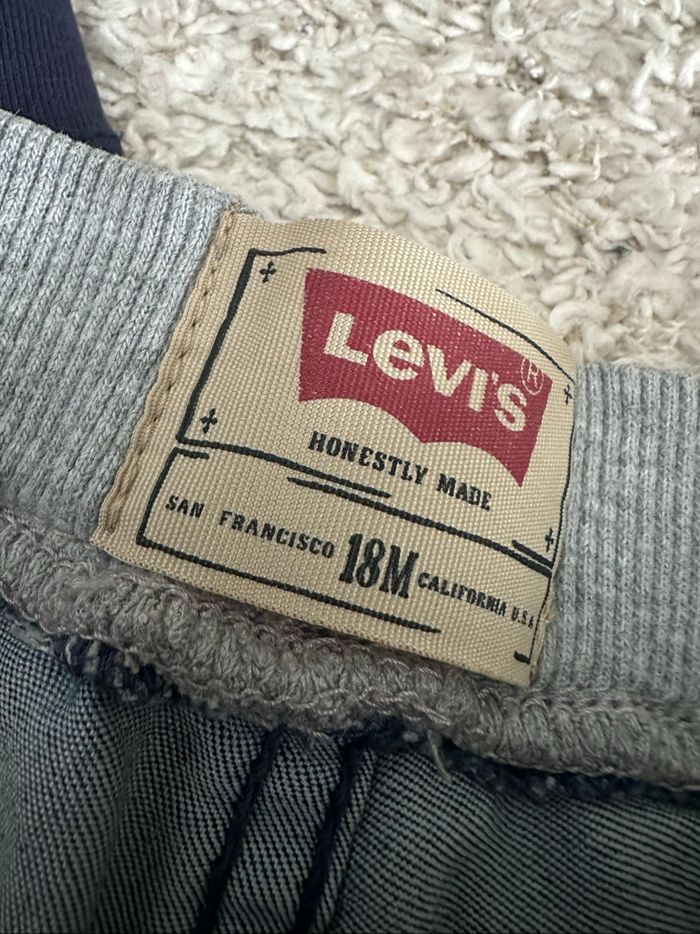 Levi's®
HONESTLY MADE
SAN FRANCISCO 18M CALIFORNIA U.S.A